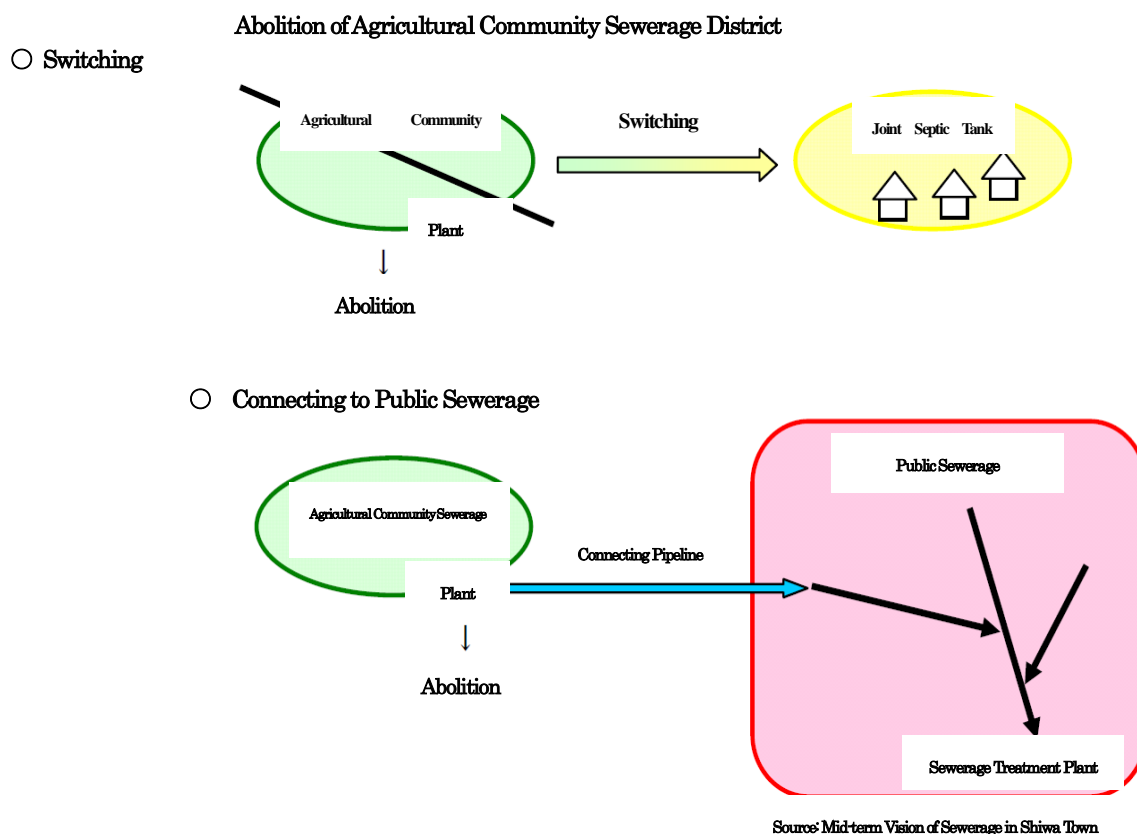 Abolition of Agricultural Community Sewerage District
○ Switching
Agricultural Community
Switching
Joint Septic Tank
Plant
↓
Abolition
○ Connecting to Public Sewerage
Public Sewerage
Agricultural Community Sewerage
Connecting Pipeline
Plant
↓
Abolition
Sewerage Treatment Plant
Source: Mid-term Vision of Sewerage in Shiwa Town